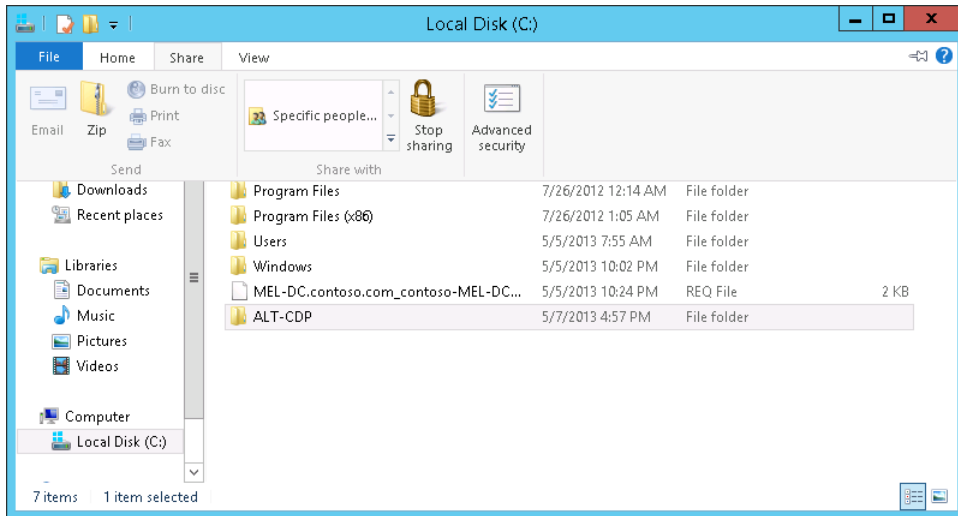 Local Disk (C:)
File Home Share View
Email
Zip
Burn to disc
Print
Fax
Send
Specific people...
Stop sharing
Share with
Advanced security
Downloads
Recent places
Libraries
Documents
Music
Pictures
Videos
Computer
Local Disk (C:)
Program Files 7/26/2012 12:14 AM File folder
Program Files (x86) 7/26/2012 1:05 AM File folder
Users 5/5/2013 7:55 AM File folder
Windows 5/5/2013 10:02 PM File folder
MEL-DC.contoso.com_contoso-MEL-DC... 5/5/2013 10:24 PM REQ File 2 KB
ALT-CDP 5/7/2013 4:57 PM File folder
7 items 1 item selected